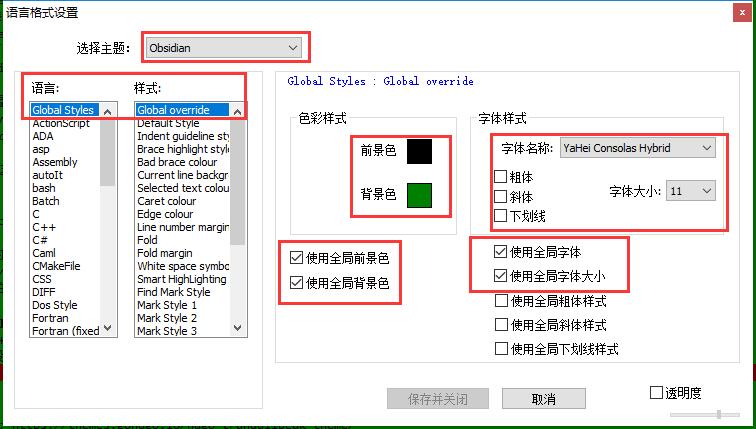 语言格式设置
选择主题:
Obsidian
语言:
样式:
Global Styles
ActionScript
ADA
asp
Assembly
autoIt
bash
Batch
C
C++
C#
Caml
CMakeFile
CSS
DIFF
Dos Style
Fortran
Fortran (fixed
Global override
Default Style
Indent guideline styl
Brace highlight style
Bad brace colour
Current line backgro
Selected text colour
Caret colour
Edge colour
Line number margin
Fold
Fold margin
White space symbo
Smart HighLighting
Find Mark Style
Mark Style 1
Mark Style 2
Mark Style 3
Global Styles : Global override
色彩样式
前景色
背景色
字体样式
字体名称:
YaHei Consolas Hybrid
粗体
斜体
下划线
字体大小:
11
使用全局前景色
使用全局背景色
使用全局字体
使用全局字体大小
使用全局粗体样式
使用全局斜体样式
使用全局下划线样式
保存并关闭
取消
透明度